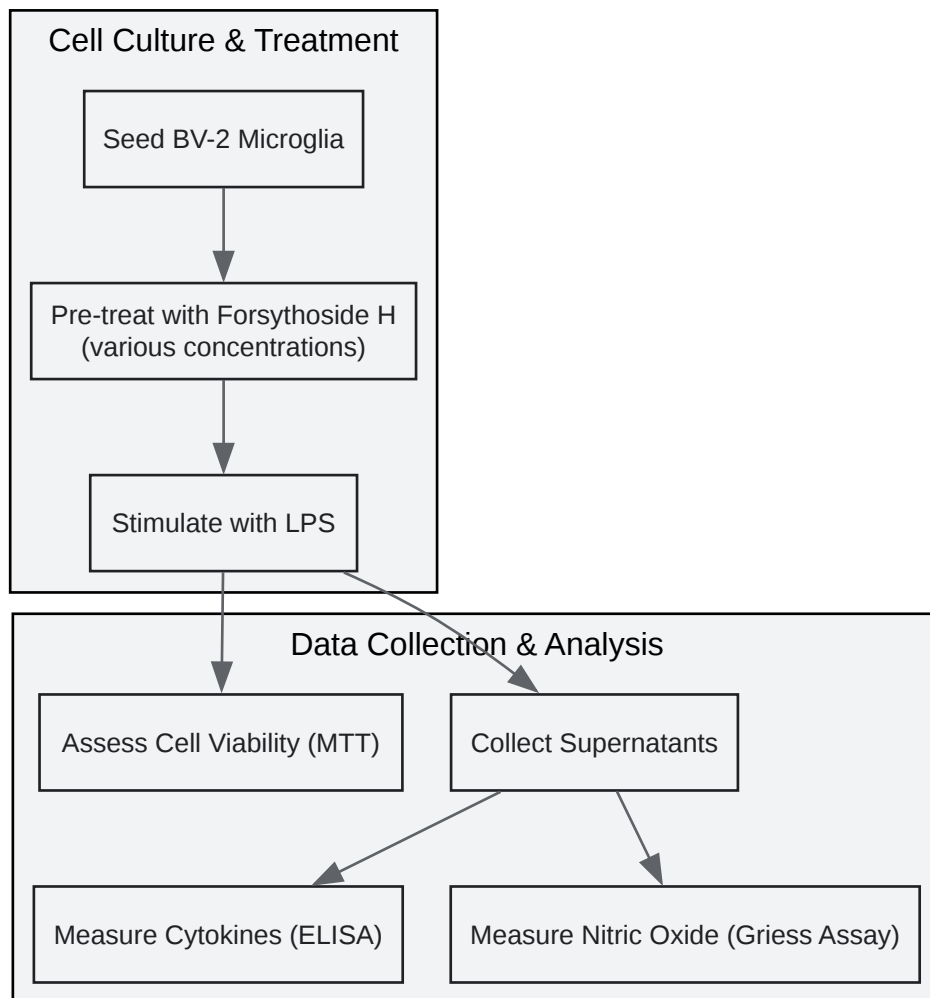 Cell Culture & Treatment
Seed BV-2 Microglia
Pre-treat with Forsythoside H
(various concentrations)
Stimulate with LPS
Data Collection & Analysis
Assess Cell Viability (MTT)
Collect Supernatants
Measure Cytokines (ELISA)
Measure Nitric Oxide (Griess Assay)